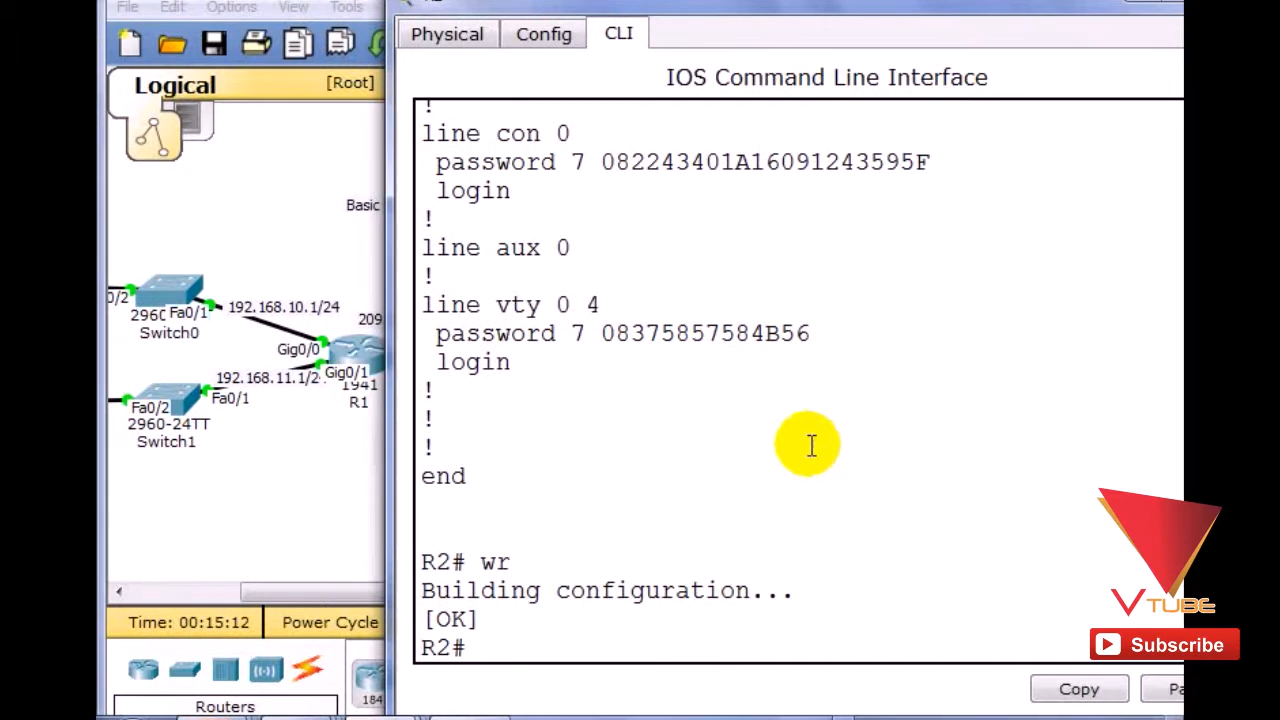 File Edit View Options Tools
Physical Config CLI
Logical [Root]
IOS Command Line Interface
!
line con 0
password 7 082243401A16091243595F
login
!
line aux 0
!
line vty 0 4
password 7 08375857584B56
login
!
!
!
end
R2# wr
Building configuration...
[OK]
R2#
Copy
Basic
192.168.10.1/24
0/2
Fa0/1
Switch0
209
Gig0/0
192.168.11.1/2
Gig0/1
1941
R1
Fa0/1
Fa0/2
2960-24TT
Switch1
Time: 00:15:12 Power Cycle
184
Routers
VTUBE
Subscribe